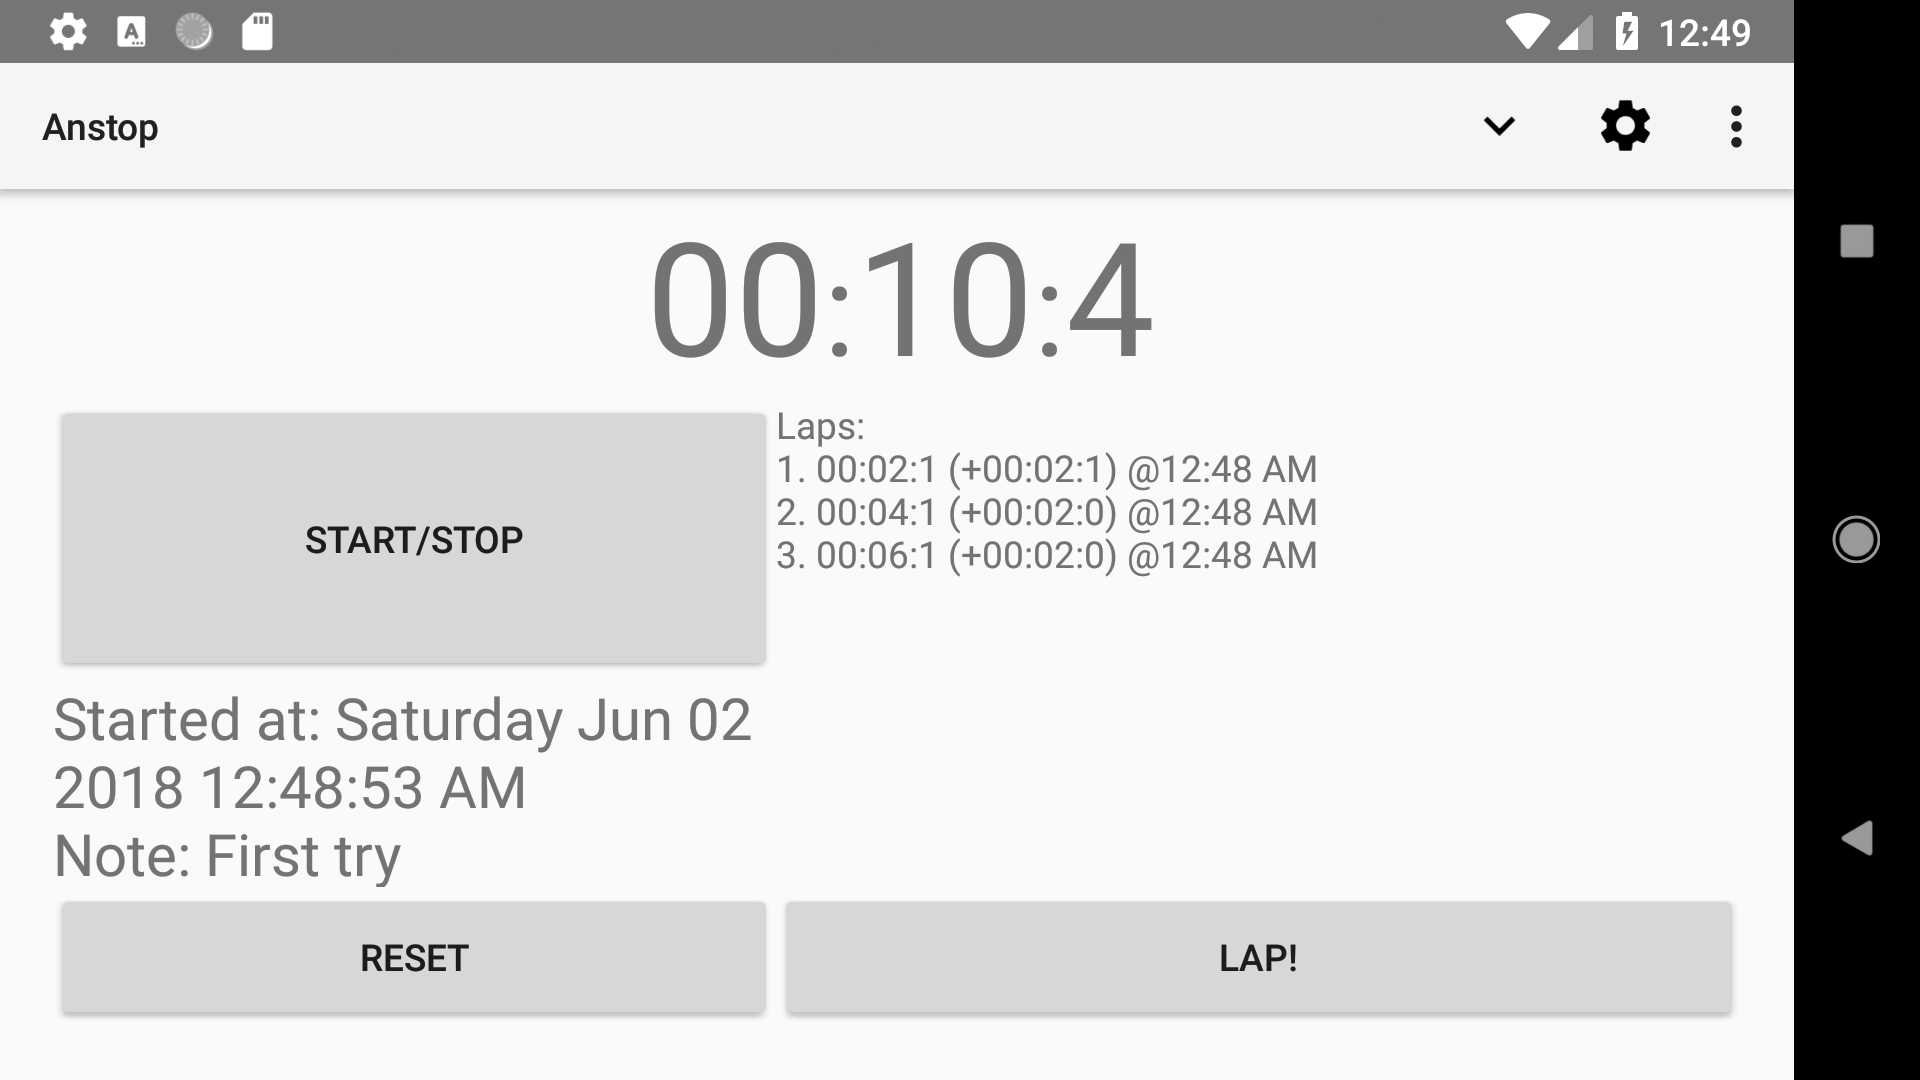 12:49
Anstop
00:10:4
START/STOP
Laps:
1. 00:02:1 (+00:02:1) @12:48 AM
2. 00:04:1 (+00:02:0) @12:48 AM
3. 00:06:1 (+00:02:0) @12:48 AM
Started at: Saturday Jun 02
2018 12:48:53 AM
Note: First try
RESET
LAP!